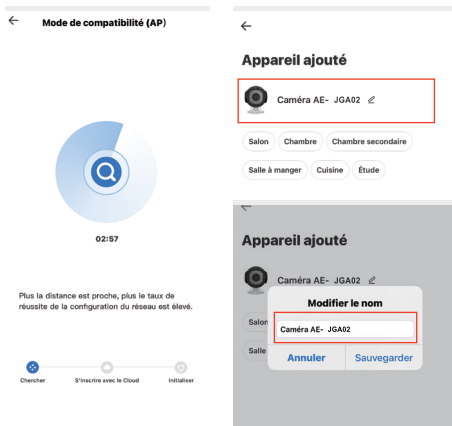 Mode de compatibilité (AP)
02:57
Plus la distance est proche, plus le taux de
réussite de la configuration du réseau est élevé.
Chercher S'inscrire avec le Cloud Initialiser
Appareil ajouté
Caméra AE- JGA02
Salon Chambre Chambre secondaire
Salle à manger Cuisine Étude
Appareil ajouté
Caméra AE- JGA02
Modifier le nom
Salon
Caméra AE- JGA02
Salle
Annuler Sauvegarder